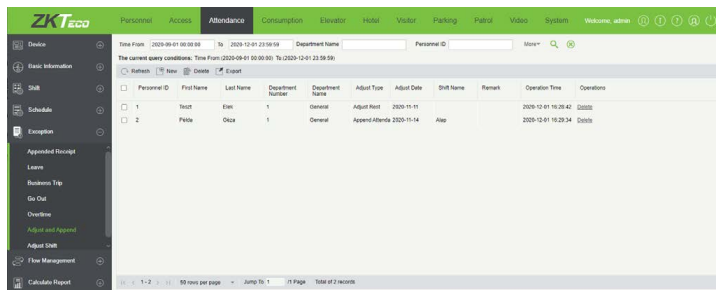 ZKTECO
Personnel Access Attendance Consumption Elevator Hotel Visitor Parking Patrol Video System Welcome, admin
Device
Basic Information
Shift
Schedule
Exception
Appended Receipt
Leave
Business Trip
Go Out
Overtime
Adjust and Append
Adjust Shift
Flow Management
Calculate Report
Time From 2020-09-01 00:00:00 To 2020-12-01 23:59:59 Department Name Personnel ID More
The current query conditions: Time From:(2020-09-01 00:00:00) To:(2020-12-01 23:59:59)
Refresh New Delete Export
Personnel ID First Name Last Name Department Number Department Name Adjust Type Adjust Date Shift Name Remark Operation Time Operations
1 Teszt Elek 1 General Adjust Rest 2020-11-11 2020-12-01 16:28:42 Delete
2 Példa Géza 1 General Append Attenda 2020-11-14 Alap 2020-12-01 16:29:34 Delete
1-2 50 rows per page Jump To 1 /1 Page Total of 2 records